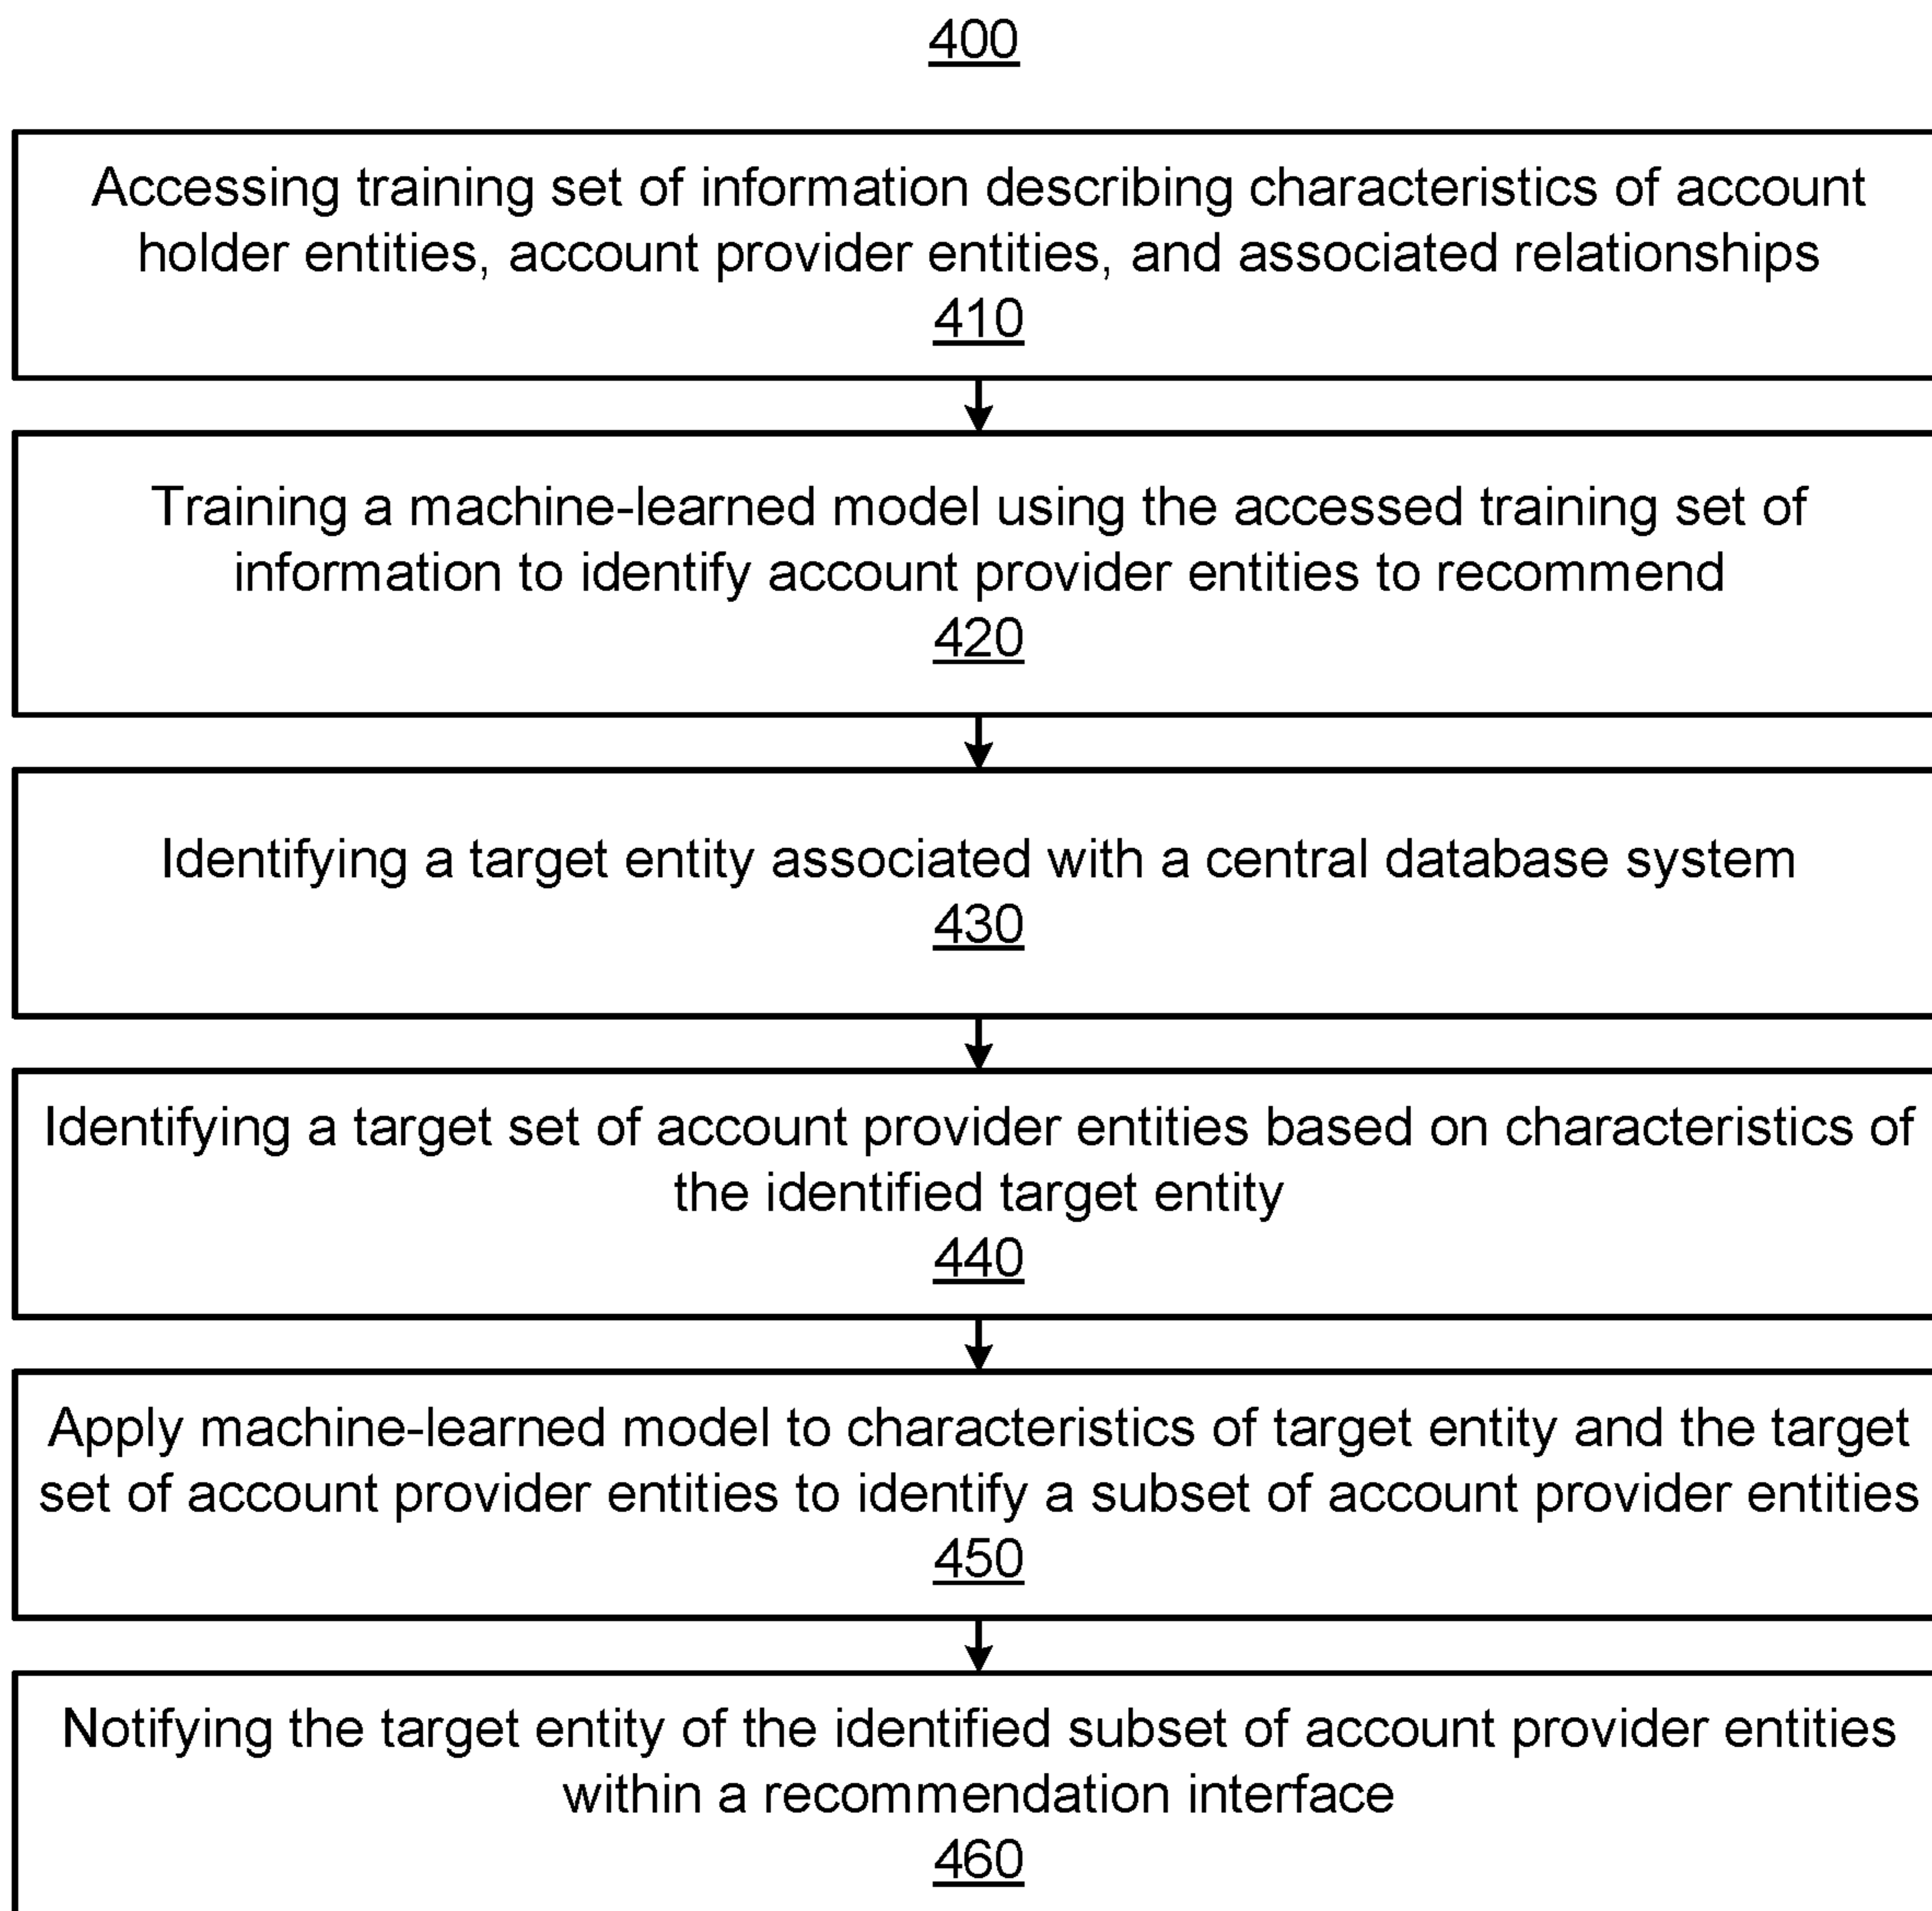 400
Accessing training set of information describing characteristics of account
holder entities, account provider entities, and associated relationships
410
Training a machine-learned model using the accessed training set of
information to identify account provider entities to recommend
420
Identifying a target entity associated with a central database system
430
Identifying a target set of account provider entities based on characteristics of
the identified target entity
440
Apply machine-learned model to characteristics of target entity and the target
set of account provider entities to identify a subset of account provider entities
450
Notifying the target entity of the identified subset of account provider entities
within a recommendation interface
460